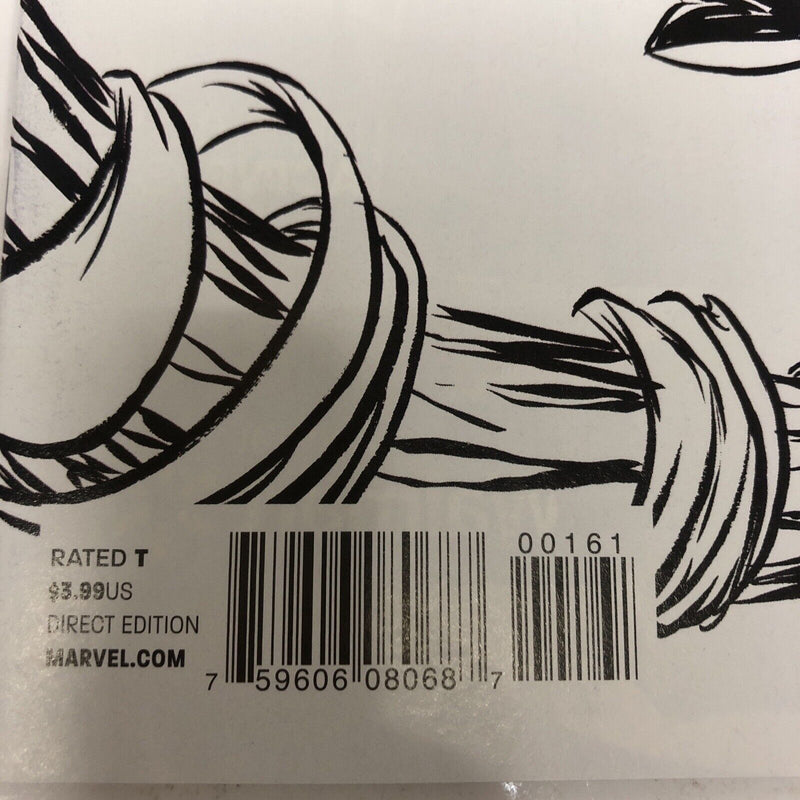 RATED T
$3.99US
DIRECT EDITION
MARVEL.COM
00161
7 59606 08068 7